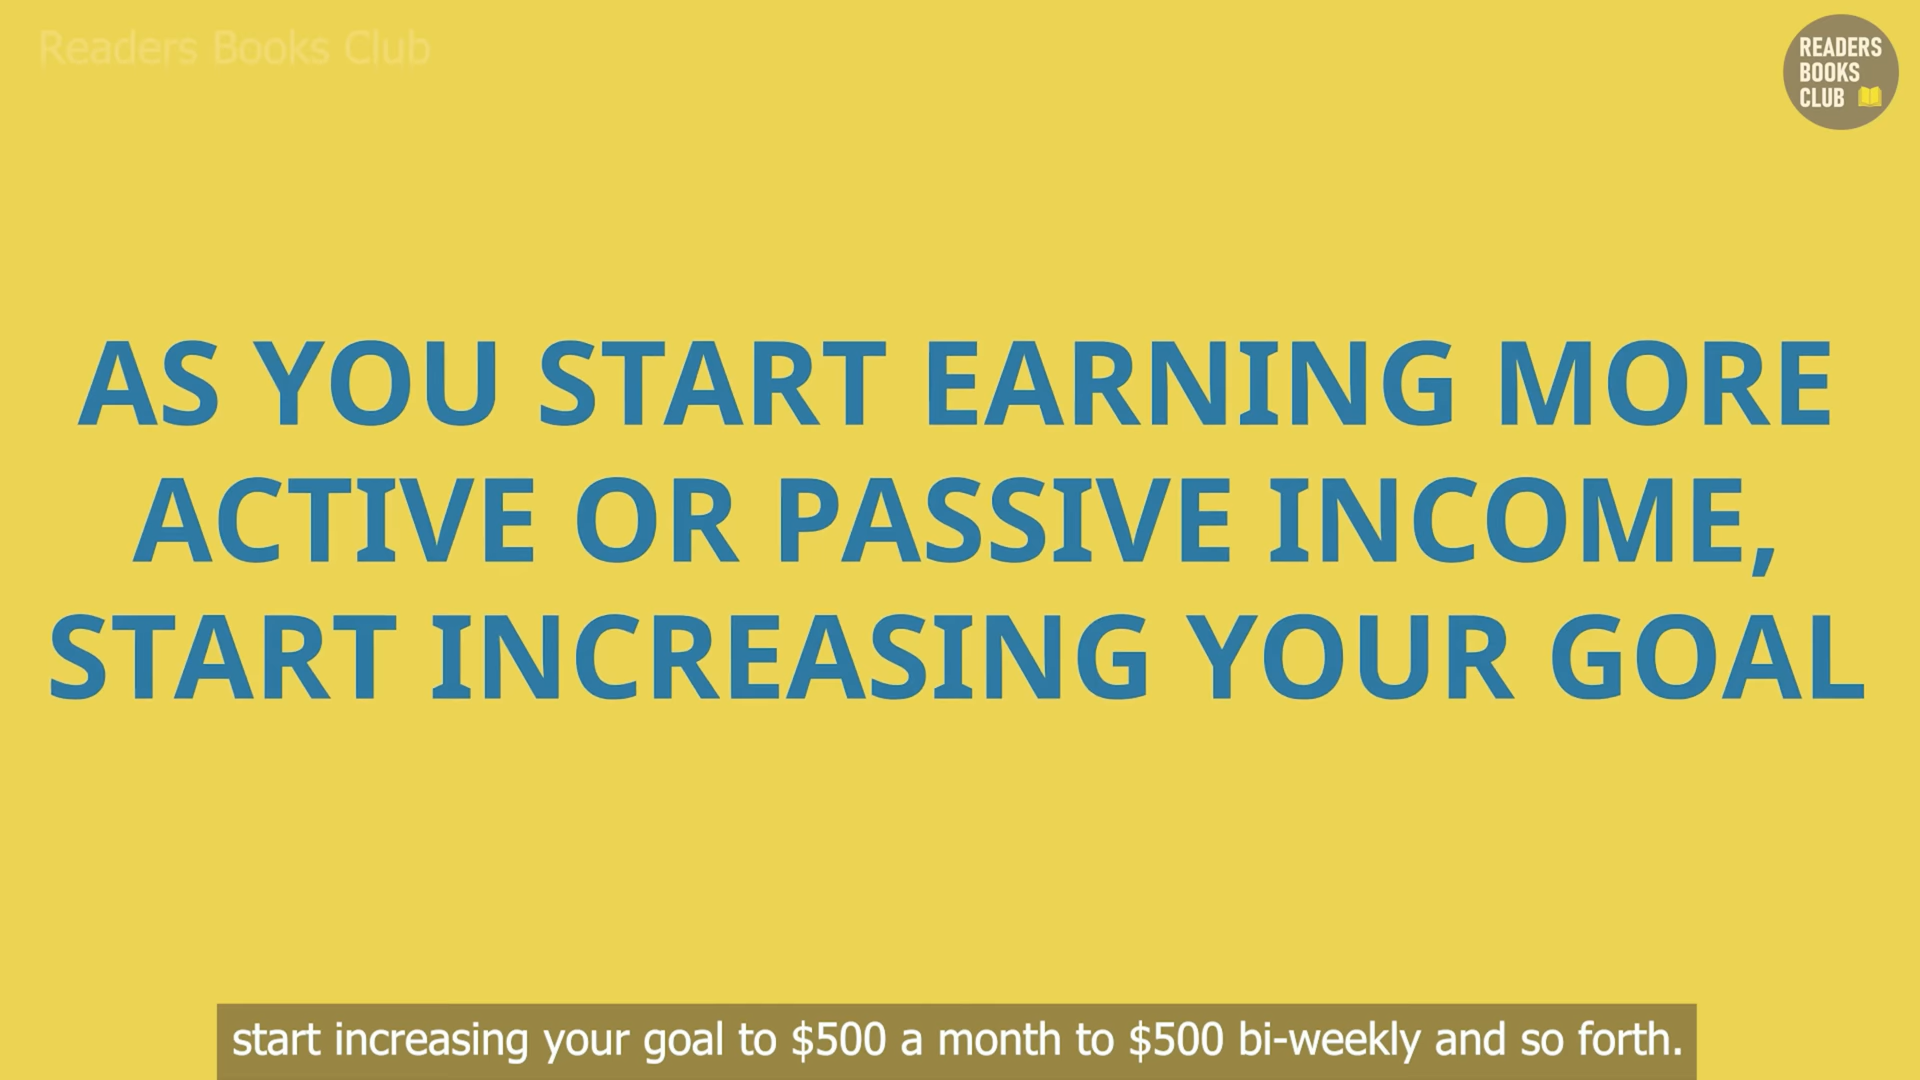 Readers Books Club
READERS
BOOKS
CLUB
AS YOU START EARNING MORE
ACTIVE OR PASSIVE INCOME,
START INCREASING YOUR GOAL
start increasing your goal to $500 a month to $500 bi-weekly and so forth.